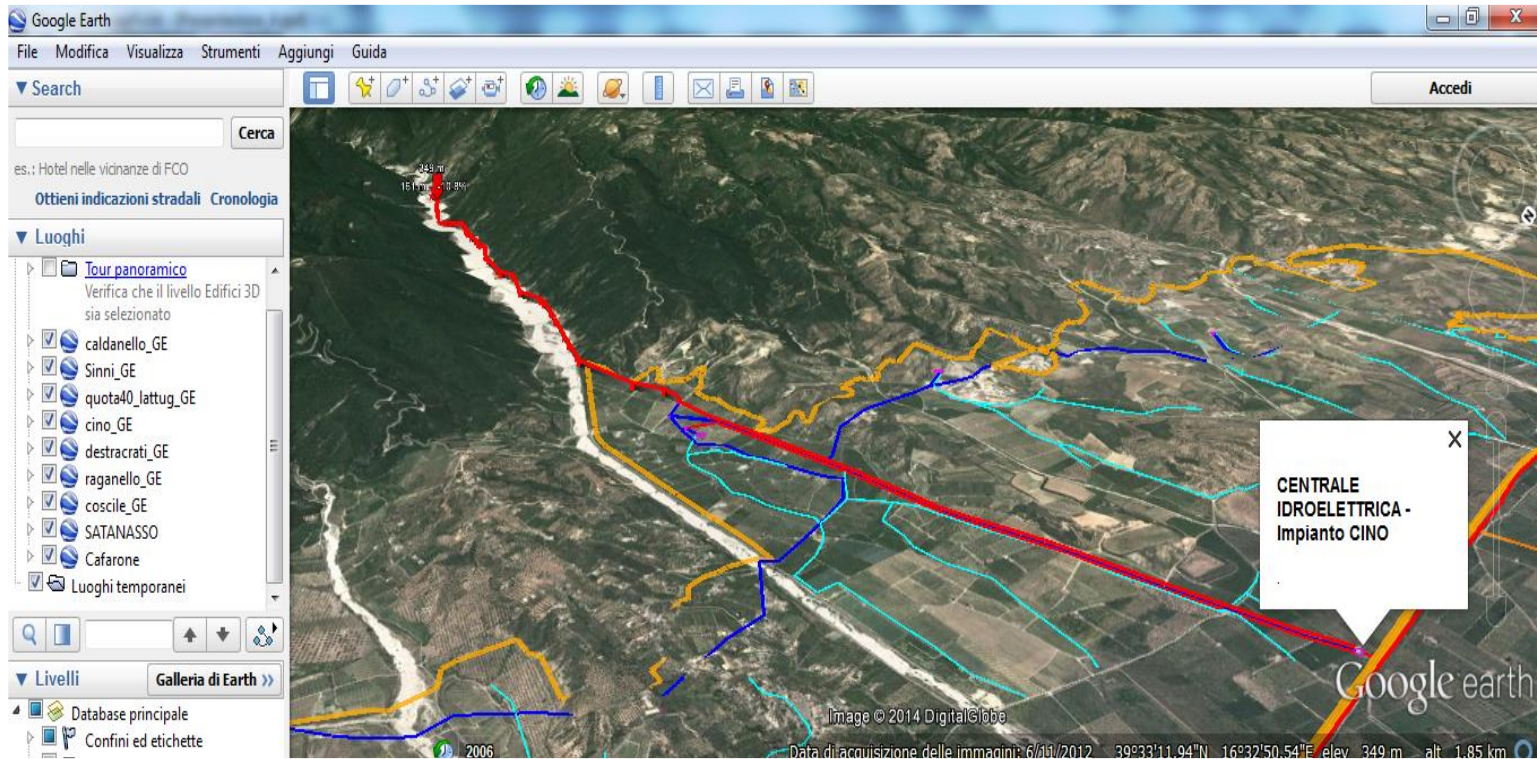 Google Earth
File Modifica Visualizza Strumenti Aggiungi Guida
▼ Search
Accedi
Cerca
es.: Hotel nelle vicinanze di FCO
Ottieni indicazioni stradali Cronologia
▼ Luoghi
Tour panoramico
Verifica che il livello Edifici 3D
sia selezionato
caldanello_GE
Sinni_GE
quota40_lattug_GE
cino_GE
destracrati_GE
raganello_GE
coscile_GE
SATANASSO
Cafarone
Luoghi temporanei
▼ Livelli
Galleria di Earth »
Database principale
Confini ed etichette
249 m
161 m
X
CENTRALE
IDROELETTRICA -
Impianto CINO
.
Google earth
Image © 2014 DigitalGlobe
2006
Data di acquisizione delle immagini: 6/11/2012 39°33'11.94"N 16°32'50.54"E elev 349 m alt 1.85 km